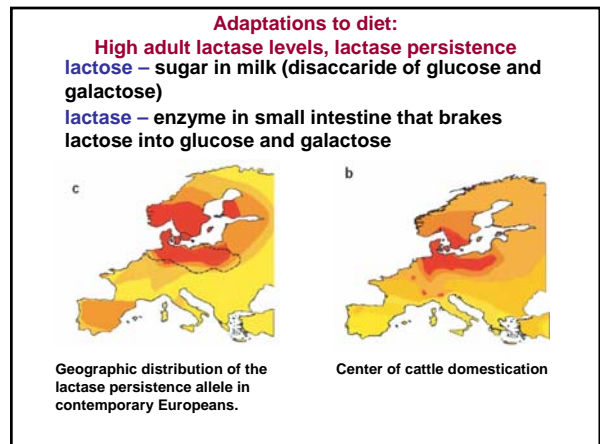 Adaptations to diet:
High adult lactase levels, lactase persistence
lactose – sugar in milk (disaccaride of glucose and
galactose)
lactase – enzyme in small intestine that brakes
lactose into glucose and galactose
c
b
Geographic distribution of the
lactase persistence allele in
contemporary Europeans.
Center of cattle domestication